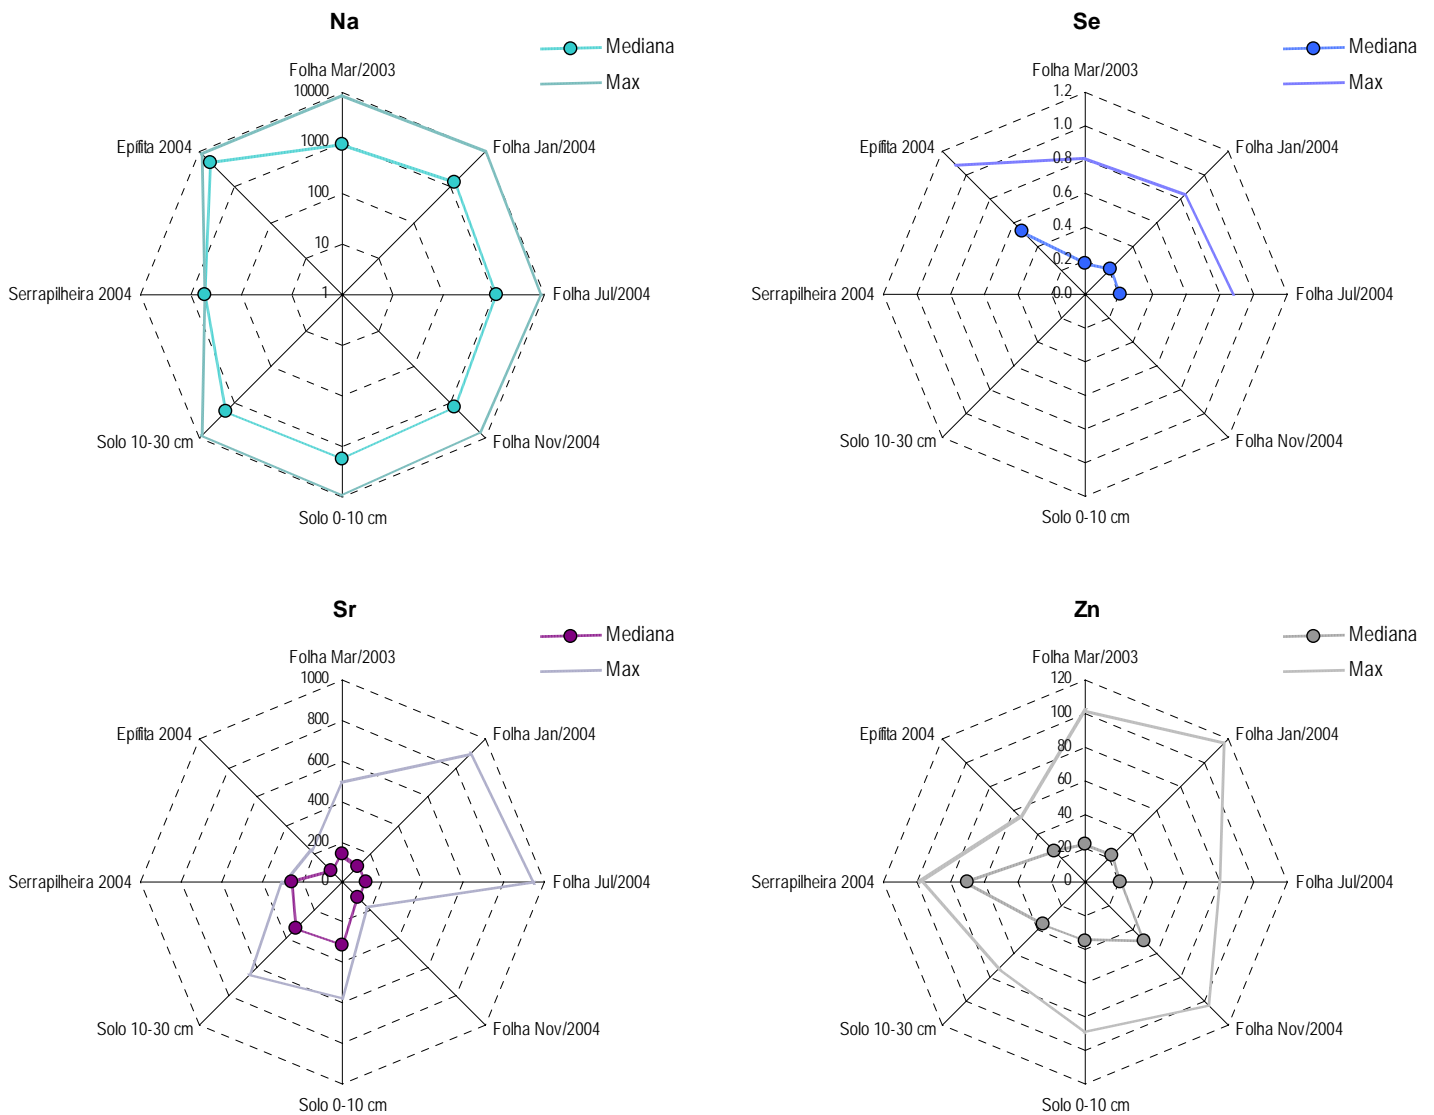 Na
Mediana
Max
Folha Mar/2003
10000
1000
100
10
1
Folha Jan/2004
Folha Jul/2004
Folha Nov/2004
Solo 0-10 cm
Solo 10-30 cm
Serrapilheira 2004
Epífita 2004
Se
Mediana
Max
Folha Mar/2003
1.2
1.0
0.8
0.6
0.4
0.2
0.0
Folha Jan/2004
Folha Jul/2004
Folha Nov/2004
Solo 0-10 cm
Solo 10-30 cm
Serrapilheira 2004
Epífita 2004
Sr
Mediana
Max
Folha Mar/2003
1000
800
600
400
200
0
Folha Jan/2004
Folha Jul/2004
Folha Nov/2004
Solo 0-10 cm
Solo 10-30 cm
Serrapilheira 2004
Epífita 2004
Zn
Mediana
Max
Folha Mar/2003
120
100
80
60
40
20
0
Folha Jan/2004
Folha Jul/2004
Folha Nov/2004
Solo 0-10 cm
Solo 10-30 cm
Serrapilheira 2004
Epífita 2004